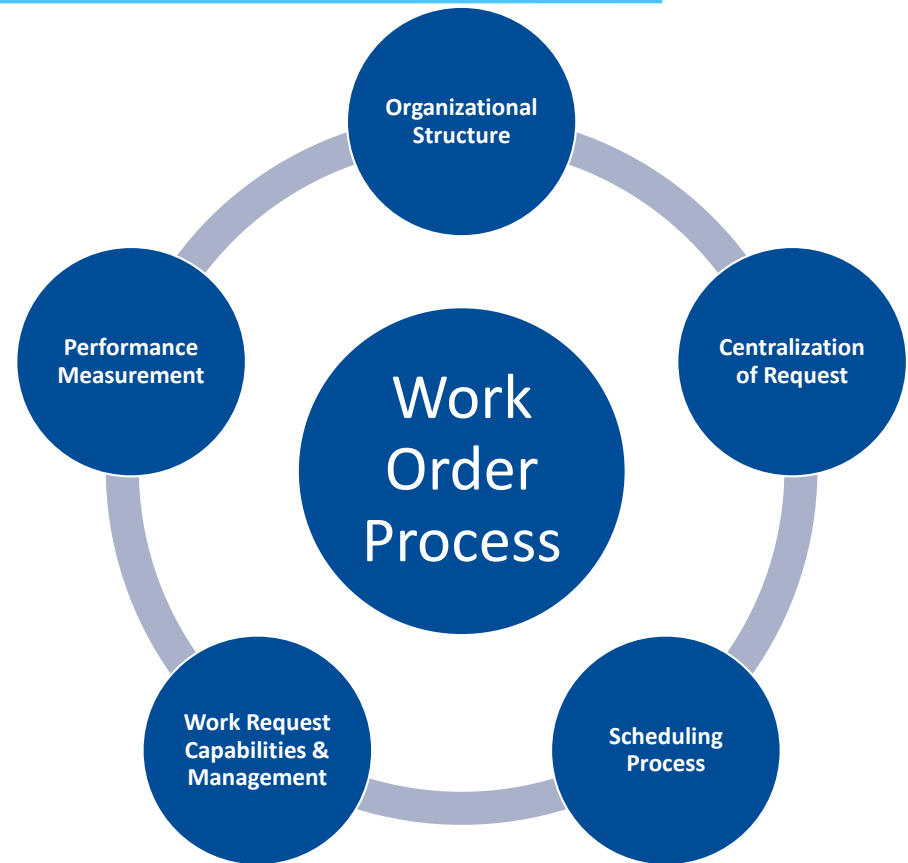 Organizational
Structure
Centralization
of Request
Scheduling
Process
Work Request
Capabilities &
Management
Performance
Measurement
Work
Order
Process